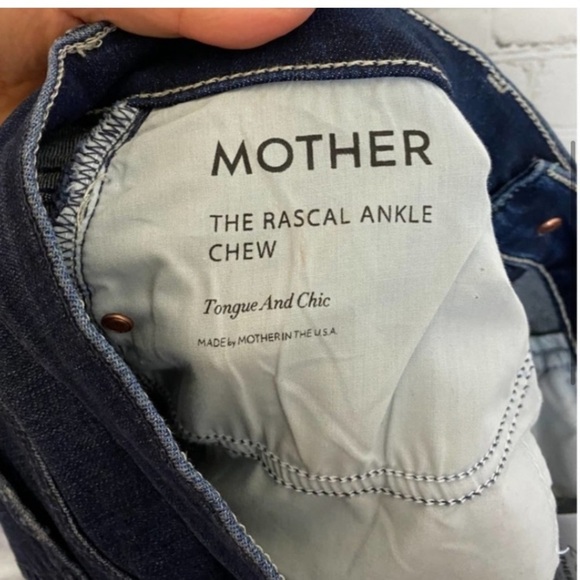 MOTHER
THE RASCAL ANKLE
CHEW
Tongue And Chic
MADE by MOTHER IN THE U.S.A.